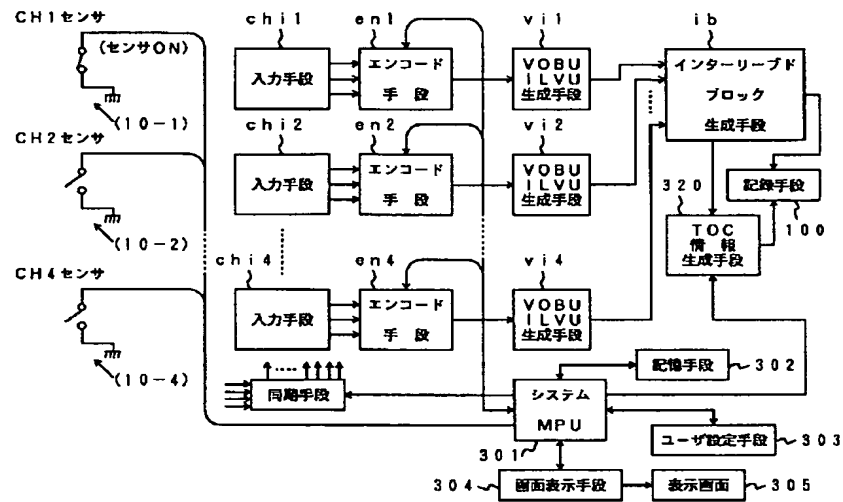 CH1センサ
(センサON)
(10-1)
CH2センサ
(10-2)
CH4センサ
(10-4)
chi1
入力手段
en1
エンコード
手段
vi1
VOBU
ILVU
生成手段
ib
インターリーブド
ブロック
生成手段
chi2
入力手段
en2
エンコード
手段
vi2
VOBU
ILVU
生成手段
320
TOC
情報
生成手段
記録手段
100
chi4
入力手段
en4
エンコード
手段
vi4
VOBU
ILVU
生成手段
同期手段
システム
MPU
301
記憶手段
302
ユーザ設定手段
303
304
画面表示手段
表示画面
305